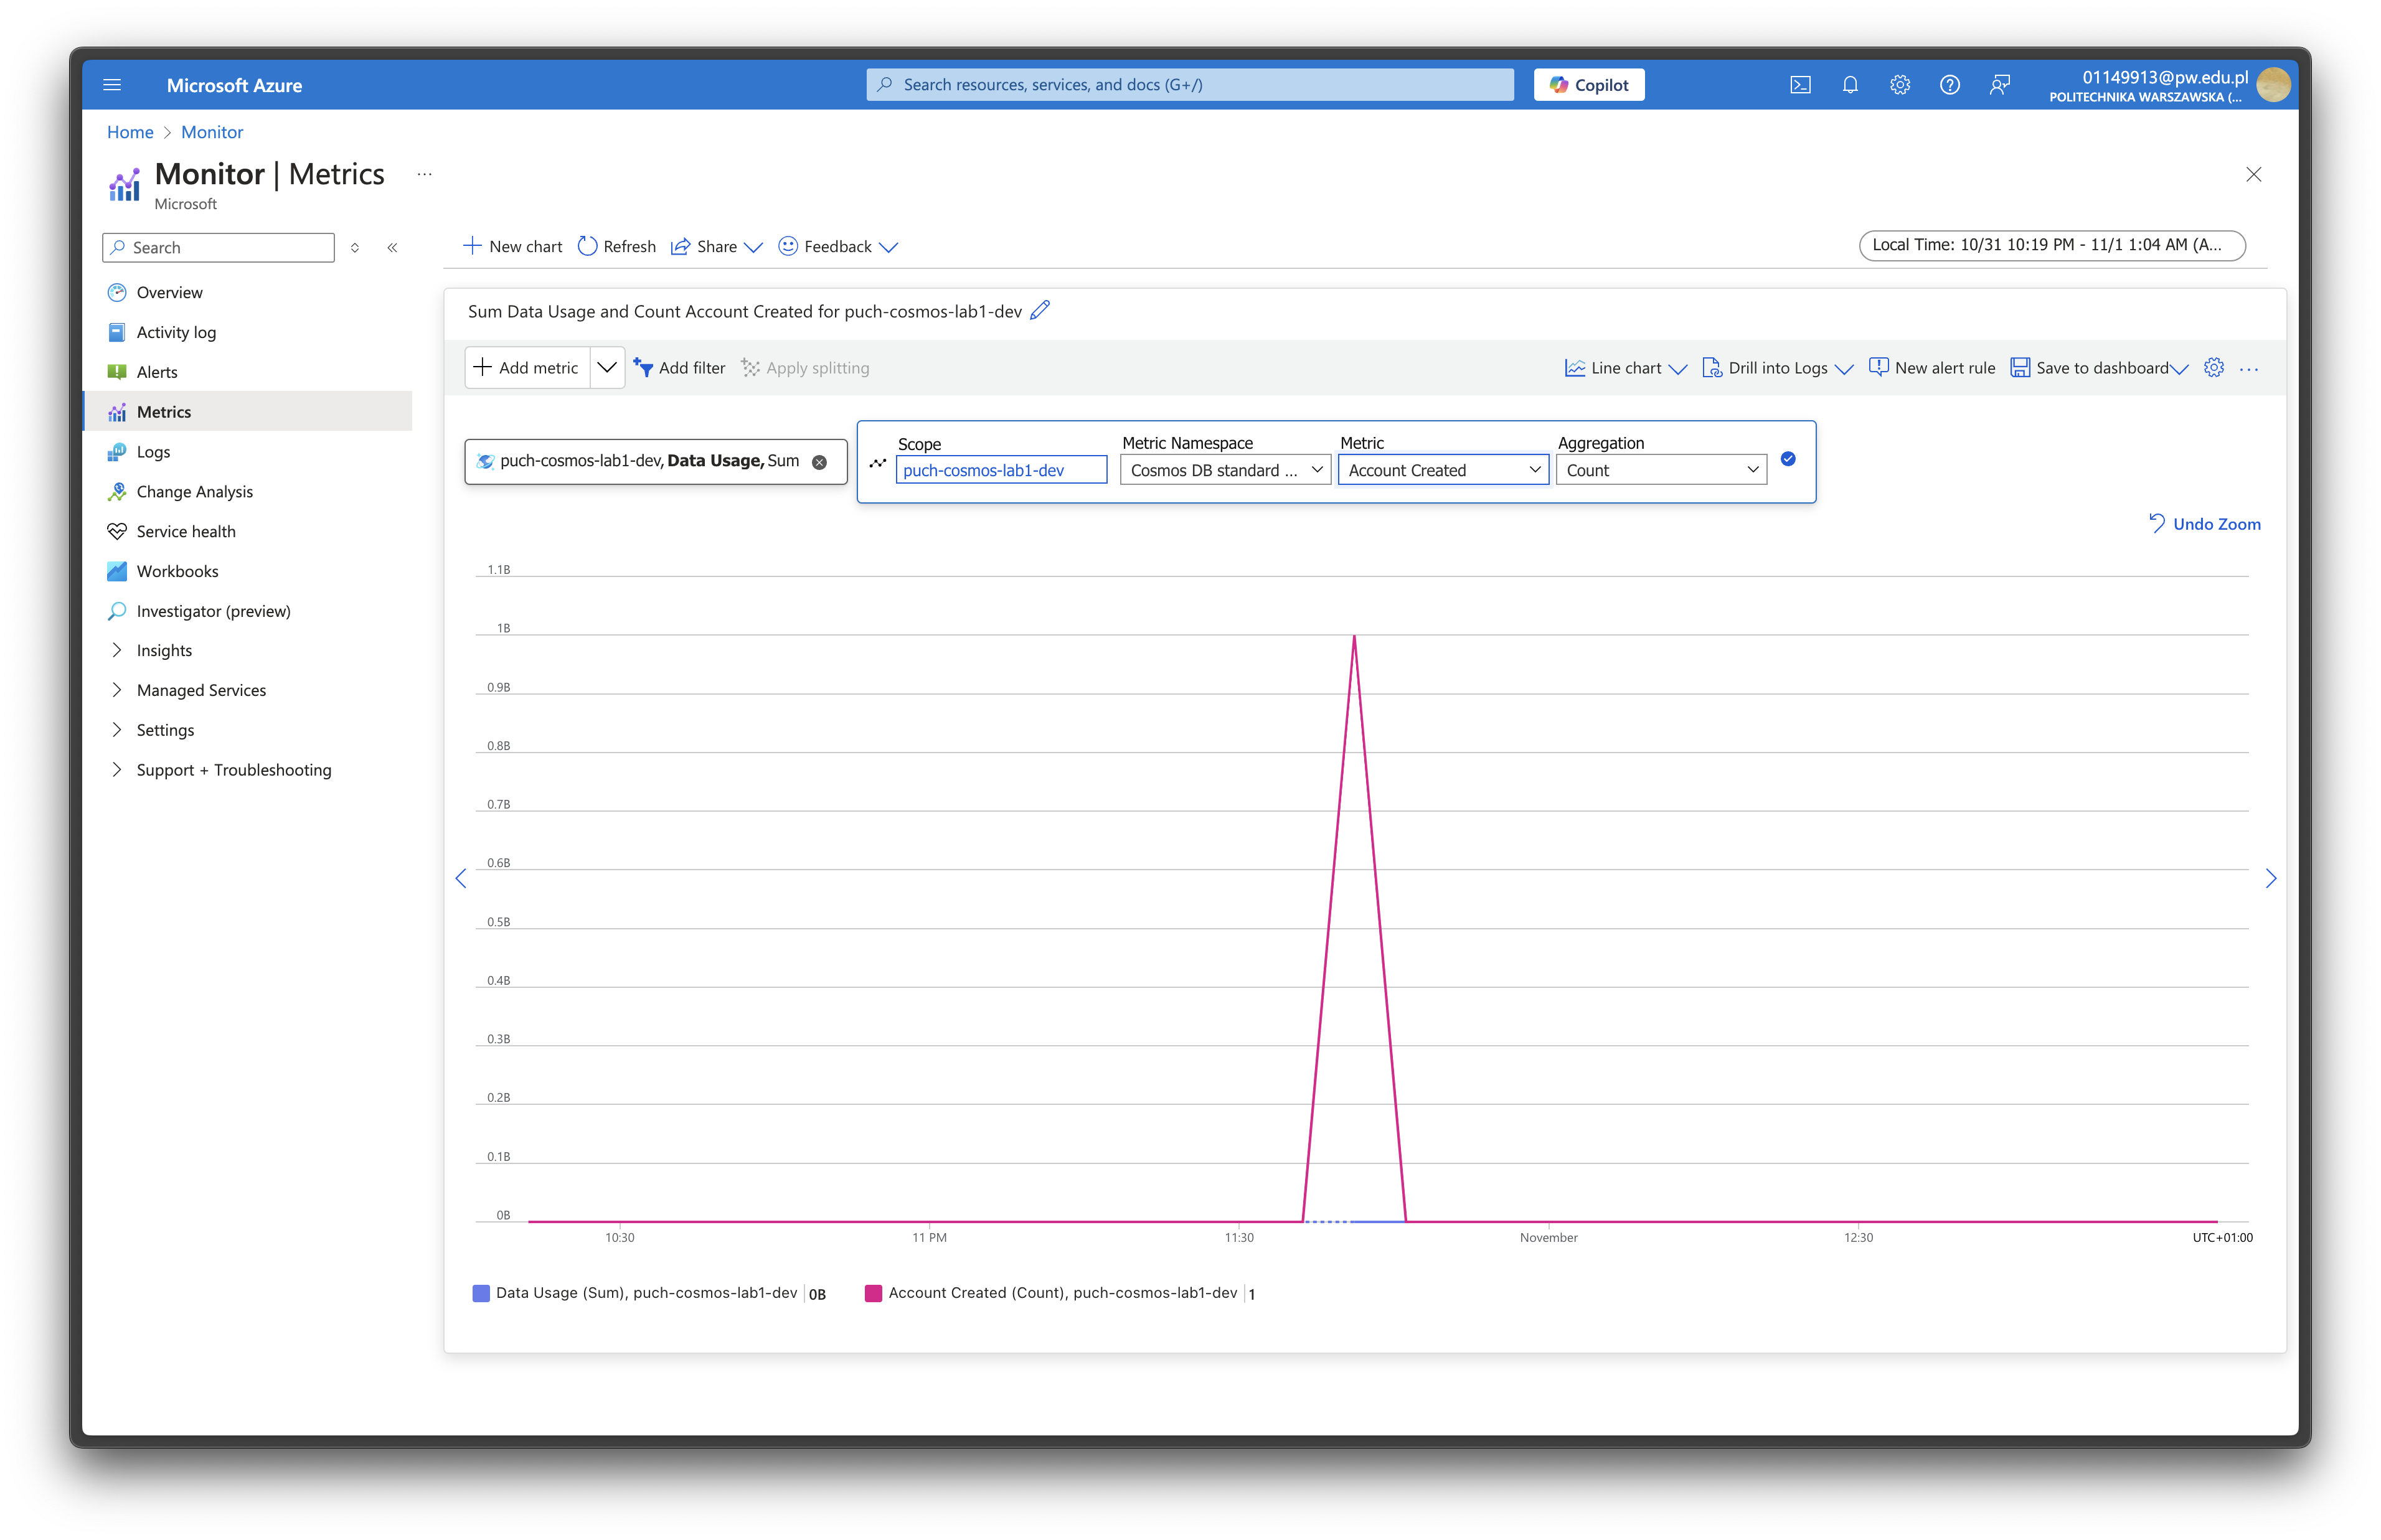 Microsoft Azure
Search resources, services, and docs (G+/)
Copilot
01149913@pw.edu.pl
POLITECHNIKA WARSZAWSKA (...
Home > Monitor
Monitor | Metrics ...
Microsoft
Search
Overview
Activity log
Alerts
Metrics
Logs
Change Analysis
Service health
Workbooks
Investigator (preview)
Insights
Managed Services
Settings
Support + Troubleshooting
New chart Refresh Share Feedback
Local Time: 10/31 10:19 PM - 11/1 1:04 AM (A...
Sum Data Usage and Count Account Created for puch-cosmos-lab1-dev
Add metric Add filter Apply splitting Line chart Drill into Logs New alert rule Save to dashboard ...
puch-cosmos-lab1-dev, Data Usage, Sum
Scope Metric Namespace Metric Aggregation
puch-cosmos-lab1-dev Cosmos DB standard ... Account Created Count
Undo Zoom
1.1B
1B
0.9B
0.8B
0.7B
0.6B
0.5B
0.4B
0.3B
0.2B
0.1B
0B
10:30 11 PM 11:30 November 12:30 UTC+01:00
Data Usage (Sum), puch-cosmos-lab1-dev | 0B Account Created (Count), puch-cosmos-lab1-dev | 1